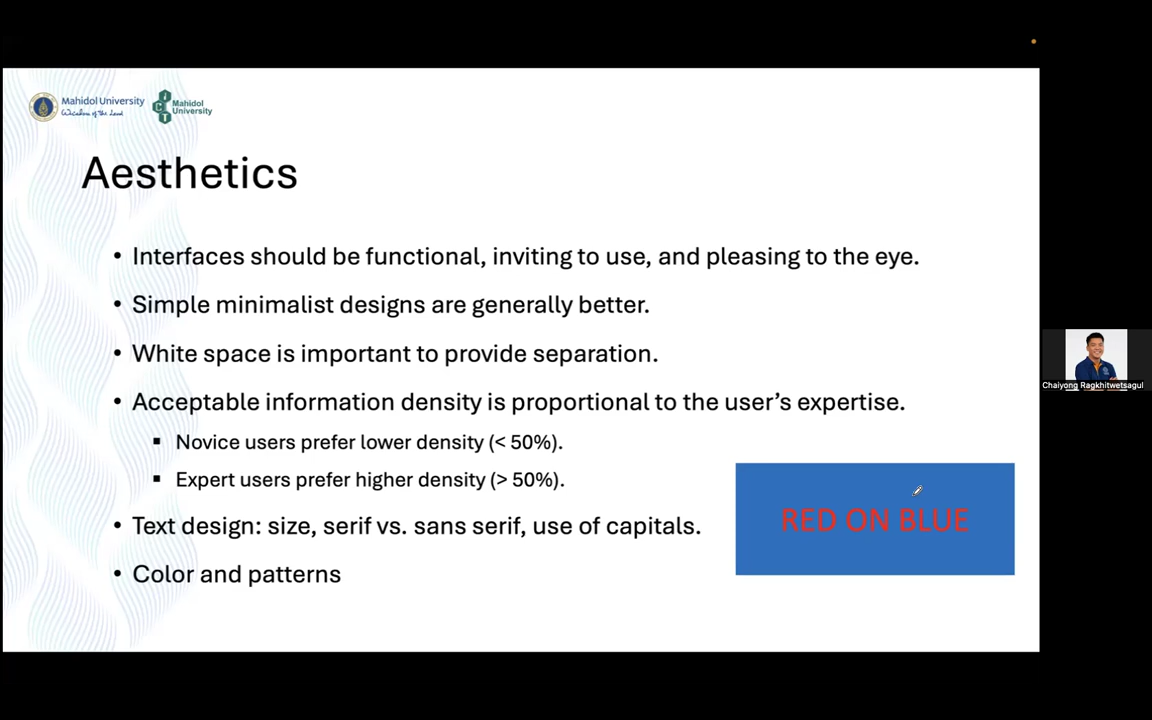 Mahidol University
Wisdom of the Land
Mahidol
University
ICT
Aesthetics
• Interfaces should be functional, inviting to use, and pleasing to the eye.
• Simple minimalist designs are generally better.
• White space is important to provide separation.
• Acceptable information density is proportional to the user’s expertise.
▪ Novice users prefer lower density (< 50%).
▪ Expert users prefer higher density (> 50%).
• Text design: size, serif vs. sans serif, use of capitals.
• Color and patterns
RED ON BLUE
Chaiyong Ragkhitwetsagul